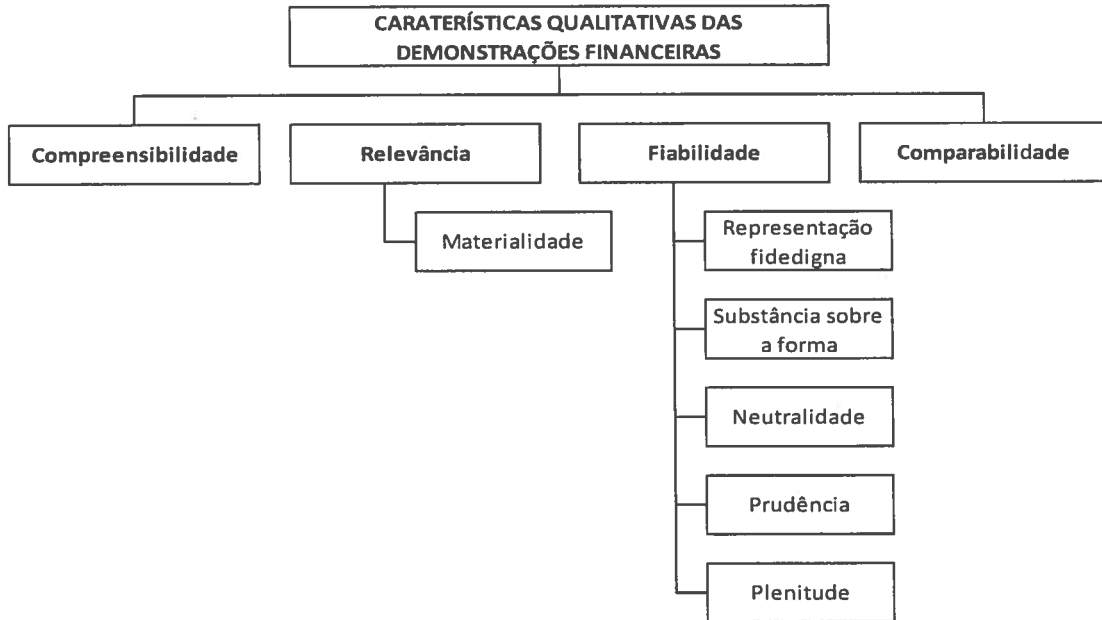 CARATERÍSTICAS QUALITATIVAS DAS
DEMONSTRAÇÕES FINANCEIRAS
Compreensibilidade
Relevância
Fiabilidade
Comparabilidade
Materialidade
Representação
fidedigna
Substância sobre
a forma
Neutralidade
Prudência
Plenitude